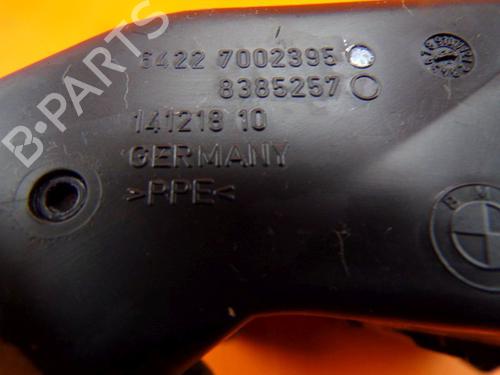 B-PARTS
6422 7002395
8385257
141218 10
GERMANY
>PPE<